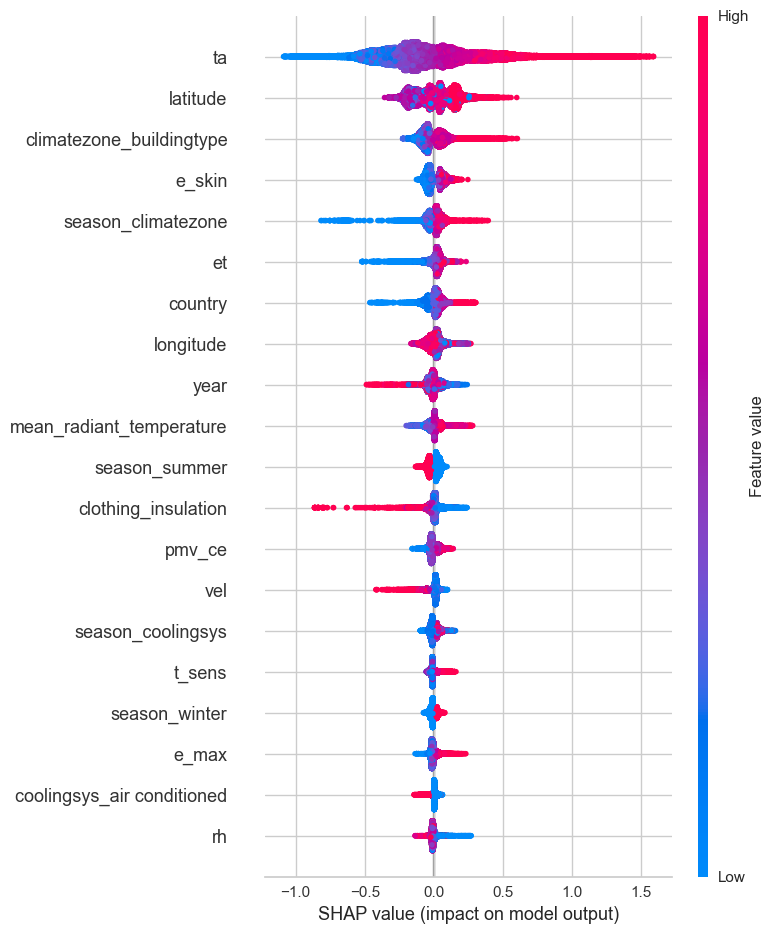 High
ta
latitude
climatezone_buildingtype
e_skin
season_climatezone
et
country
longitude
year
mean_radiant_temperature
season_summer
clothing_insulation
pmv_ce
vel
season_coolingsys
t_sens
season_winter
e_max
coolingsys_air conditioned
rh
Feature value
Low
−1.0 −0.5 0.0 0.5 1.0 1.5
SHAP value (impact on model output)